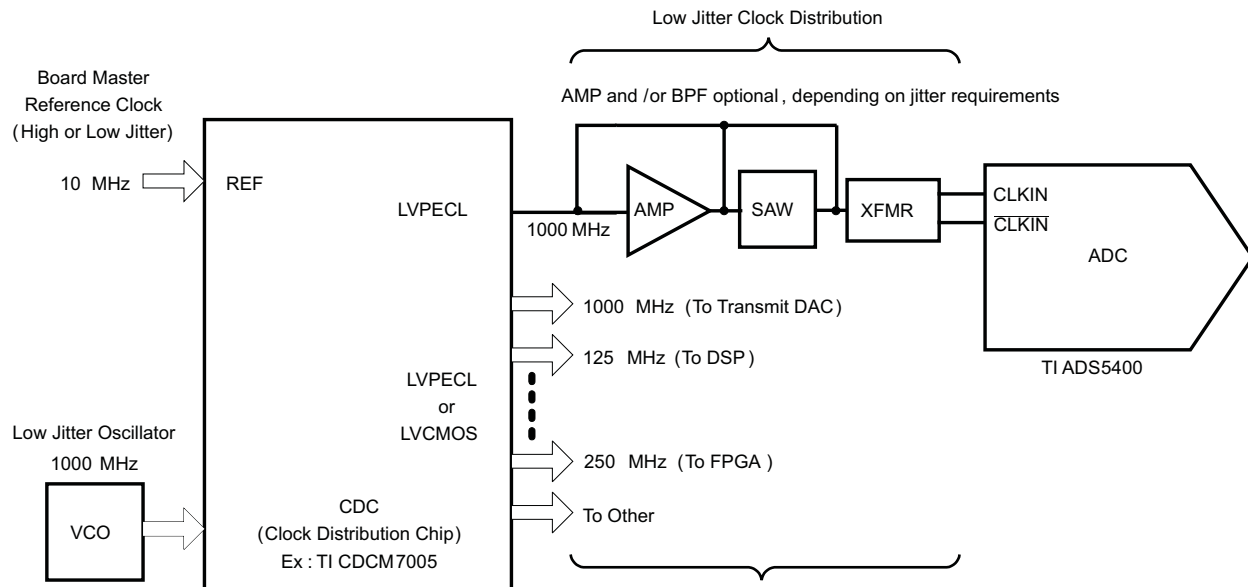 Low Jitter Clock Distribution
Board Master
Reference Clock
(High or Low Jitter)
AMP and /or BPF optional, depending on jitter requirements
10 MHz
REF
LVPECL
1000 MHz
AMP
SAW
XFMR
CLKIN
CLKIN
ADC
1000 MHz (To Transmit DAC)
125 MHz (To DSP)
TI ADS5400
LVPECL
or
LVCMOS
Low Jitter Oscillator
1000 MHz
250 MHz (To FPGA)
VCO
CDC
(Clock Distribution Chip)
Ex : TI CDCM7005
To Other